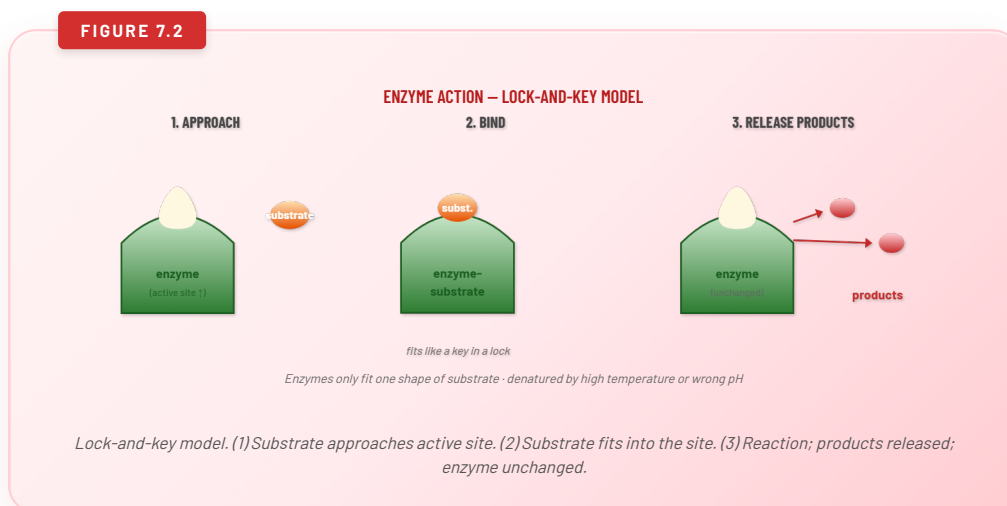 FIGURE 7.2
ENZYME ACTION — LOCK-AND-KEY MODEL
1. APPROACH
2. BIND
3. RELEASE PRODUCTS
substrate
subst.
enzyme
(active site ↑)
enzyme-
substrate
enzyme
(unchanged)
products
fits like a key in a lock
Enzymes only fit one shape of substrate · denatured by high temperature or wrong pH
Lock-and-key model. (1) Substrate approaches active site. (2) Substrate fits into the site. (3) Reaction; products released;
enzyme unchanged.